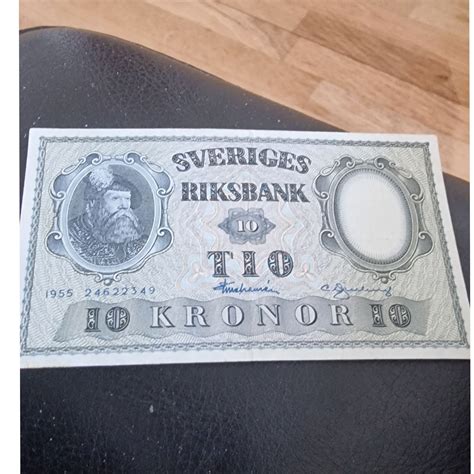 SVERIGES
RIKSBANK
10
TIO
1955 24622349
10 KRONOR 10